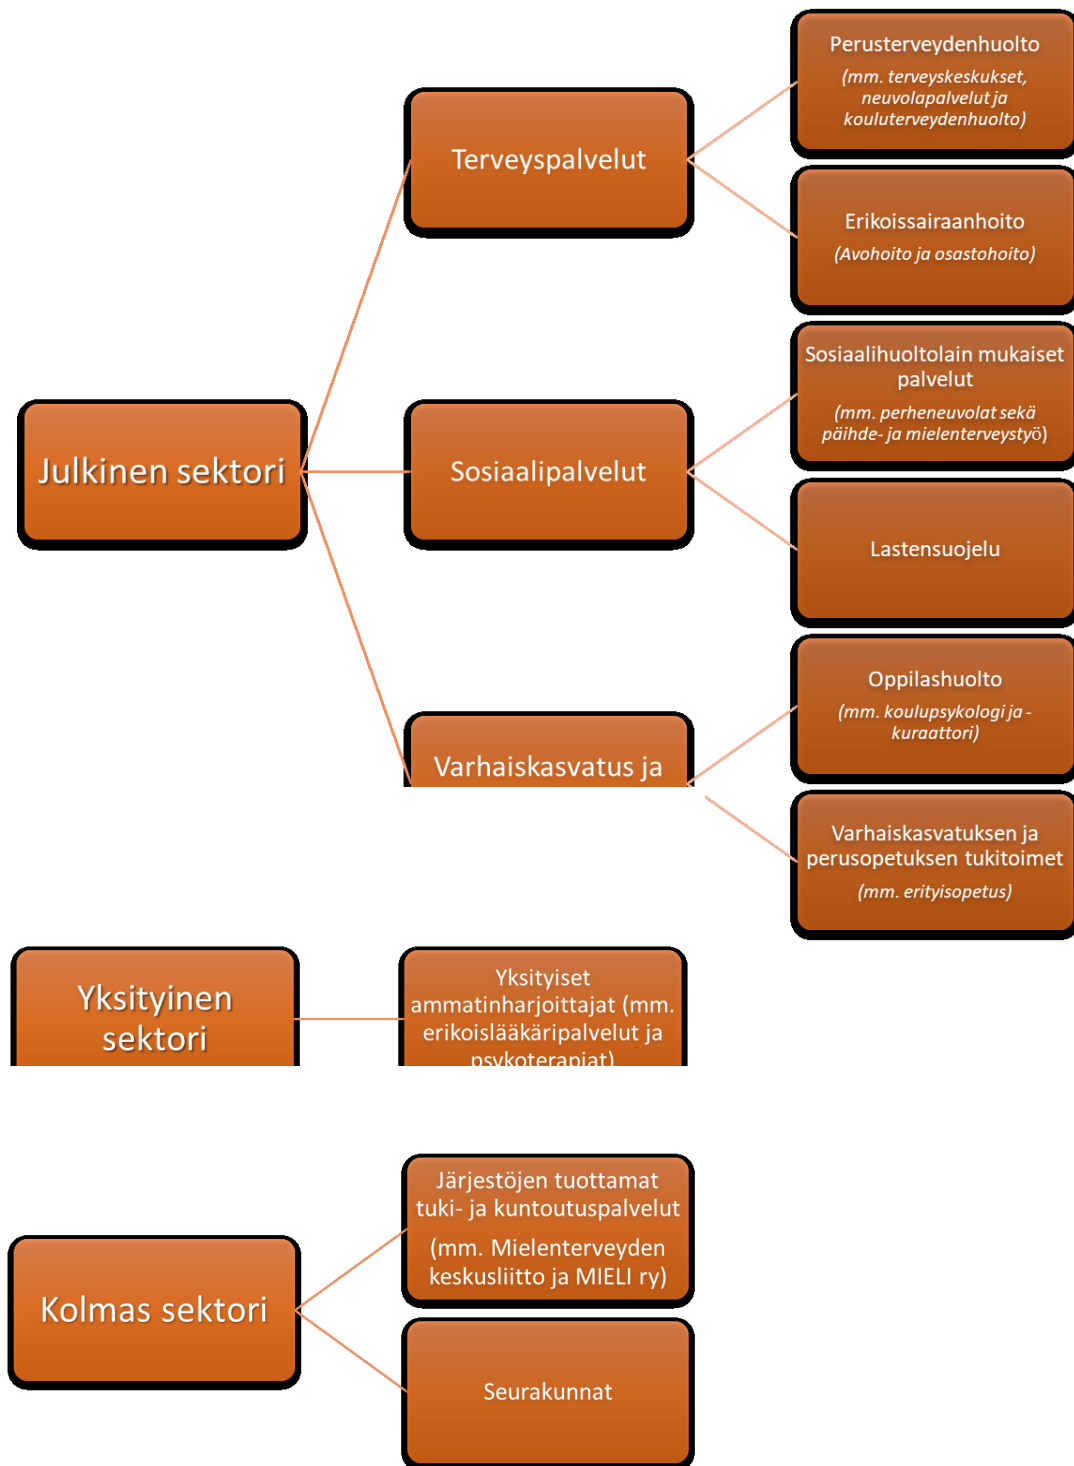 Julkinen sektori
Terveyspalvelut
Perusterveydenhuolto
(mm. terveyskeskukset,
neuvolapalvelut ja
kouluterveydenhuolto)
Erikoissairaanhoito
(Avohoito ja osastohoito)
Sosiaalipalvelut
Sosiaalihuoltolain mukaiset
palvelut
(mm. perheneuvolat sekä
päihde- ja mielenterveystyö)
Lastensuojelu
Varhaiskasvatus ja
Oppilashuolto
(mm. koulupsykologi ja -
kuraattori)
Varhaiskasvatuksen ja
perusopetuksen tukitoimet
(mm. erityisopetus)
Yksityinen
sektori
Yksityiset
ammatinharjoittajat (mm.
erikoislääkäripalvelut ja
psykoterapiat)
Kolmas sektori
Järjestöjen tuottamat
tuki- ja kuntoutuspalvelut
(mm. Mielenterveyden
keskusliitto ja MIELI ry)
Seurakunnat